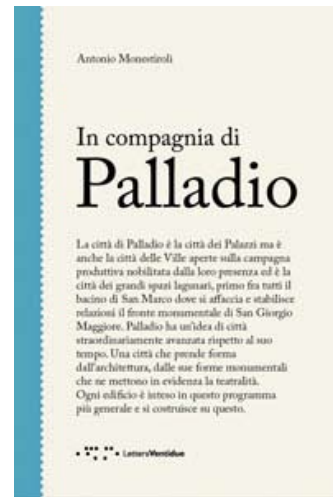 Antonio Monestiroli
In compagnia di
Palladio
La città di Palladio è la città dei Palazzi ma è
anche la città delle Ville aperte sulla campagna
produttiva nobilitata dalla loro presenza ed è la
città dei grandi spazi lagunari, primo fra tutti il
bacino di San Marco dove si affaccia e stabilisce
relazioni il fronte monumentale di San Giorgio
Maggiore. Palladio ha un'idea di città
straordinariamente avanzata rispetto al suo
tempo. Una città che prende forma
dall'architettura, dalle sue forme monumentali
che ne mettono in evidenza la teatralità.
Ogni edificio è inteso in questo programma
più generale e si costruisce su questo.
LetteraVentidue